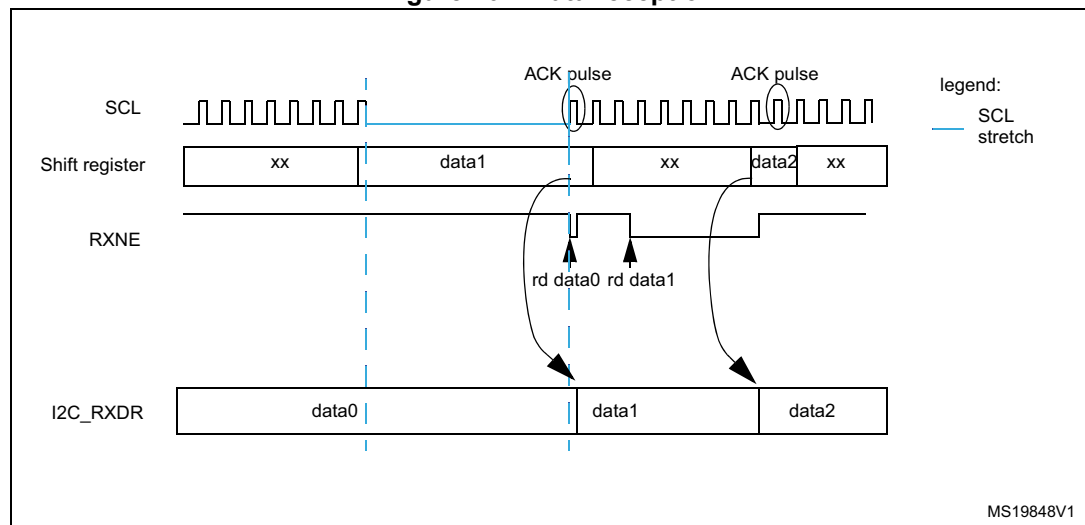 ACK pulse ACK pulse
legend:
SCL
SCL
stretch
Shift register xx data1 xx data2 xx
RXNE
rd data0 rd data1
I2C_RXDR data0 data1 data2
MS19848V1